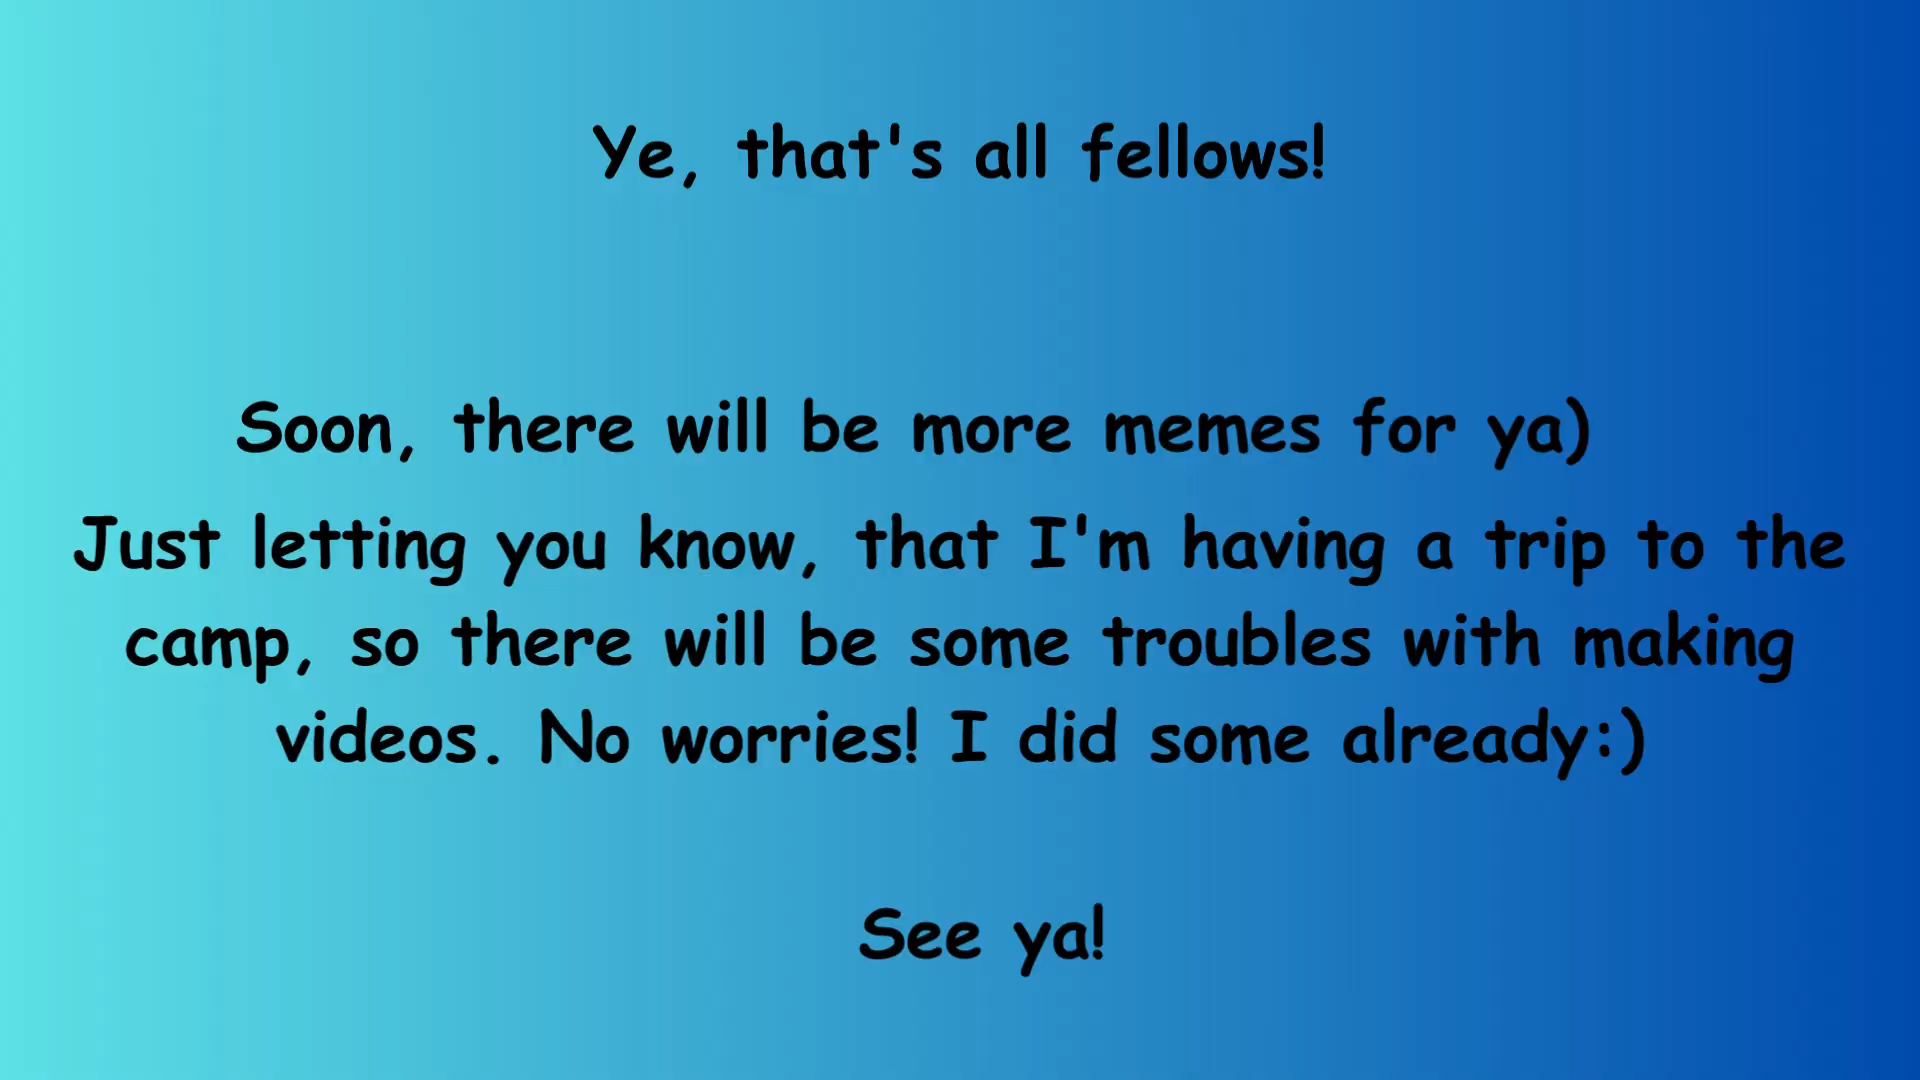 Ye, that's all fellows!
Soon, there will be more memes for ya)
Just letting you know, that I'm having a trip to the
camp, so there will be some troubles with making
videos. No worries! I did some already:)
See ya!